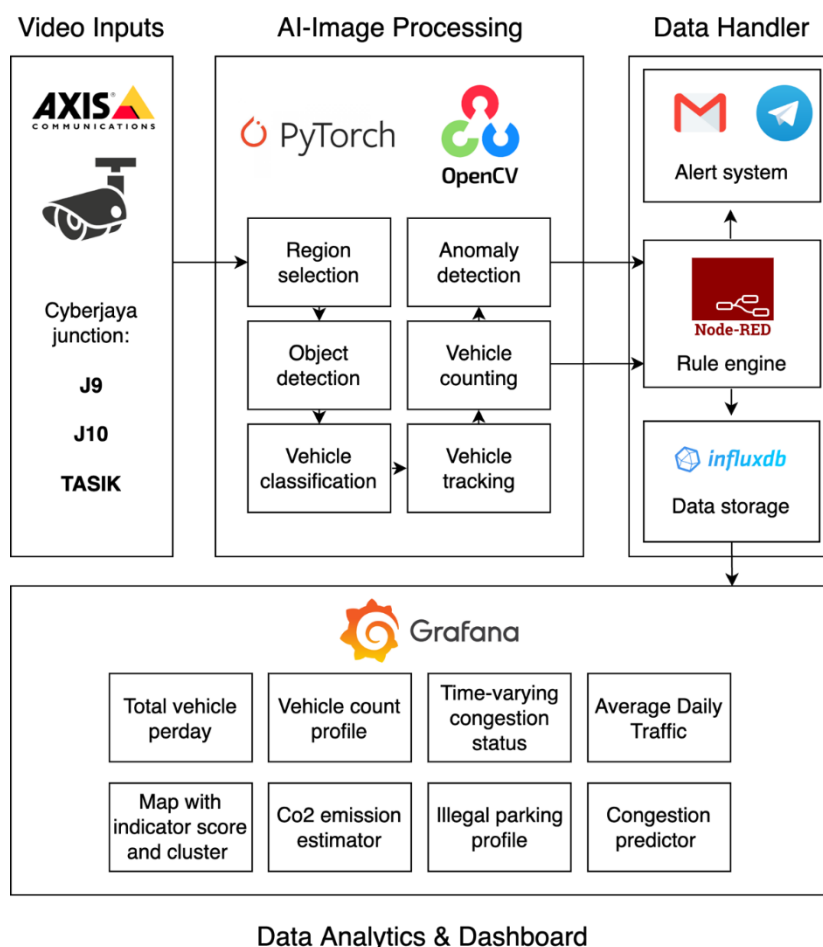 Video Inputs
AI-Image Processing
Data Handler
AXIS
COMMUNICATIONS
Cyberjaya
junction:
J9
J10
TASIK
PyTorch
OpenCV
Region
selection
Object
detection
Vehicle
classification
Vehicle
tracking
Vehicle
counting
Anomaly
detection
Alert system
Node-RED
Rule engine
influxdb
Data storage
Grafana
Total vehicle
perday
Vehicle count
profile
Time-varying
congestion
status
Average Daily
Traffic
Map with
indicator score
and cluster
Co2 emission
estimator
Illegal parking
profile
Congestion
predictor
Data Analytics & Dashboard